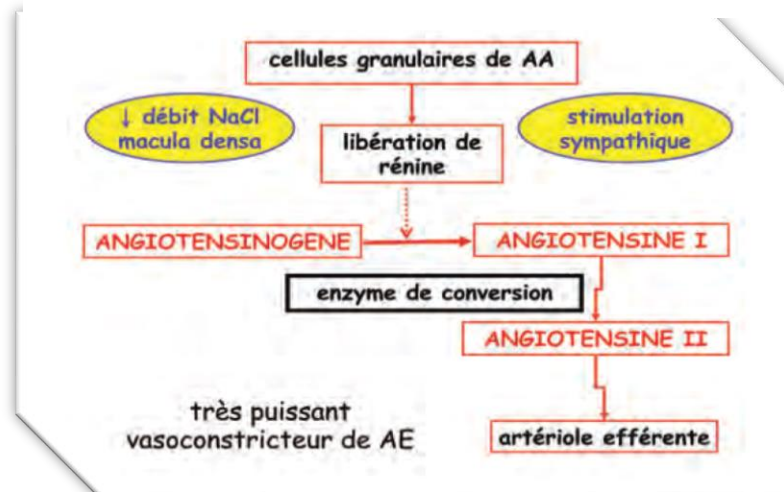 cellules granulaires de AA
↓ débit NaCl
macula densa
stimulation
sympathique
libération de
rénine
ANGIOTENSINOGENE
ANGIOTENSINE I
enzyme de conversion
ANGIOTENSINE II
très puissant
vasoconstricteur de AE
artériole efférente